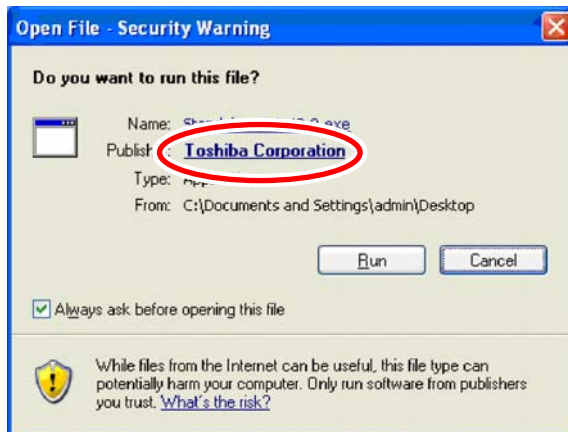 Open File - Security Warning
Do you want to run this file?
Name: .exe
Publish
Toshiba Corporation
Type:
From: C:\Documents and Settings\admin\Desktop
Run Cancel
Always ask before opening this file
While files from the Internet can be useful, this file type can
potentially harm your computer. Only run software from publishers
you trust. What's the risk?